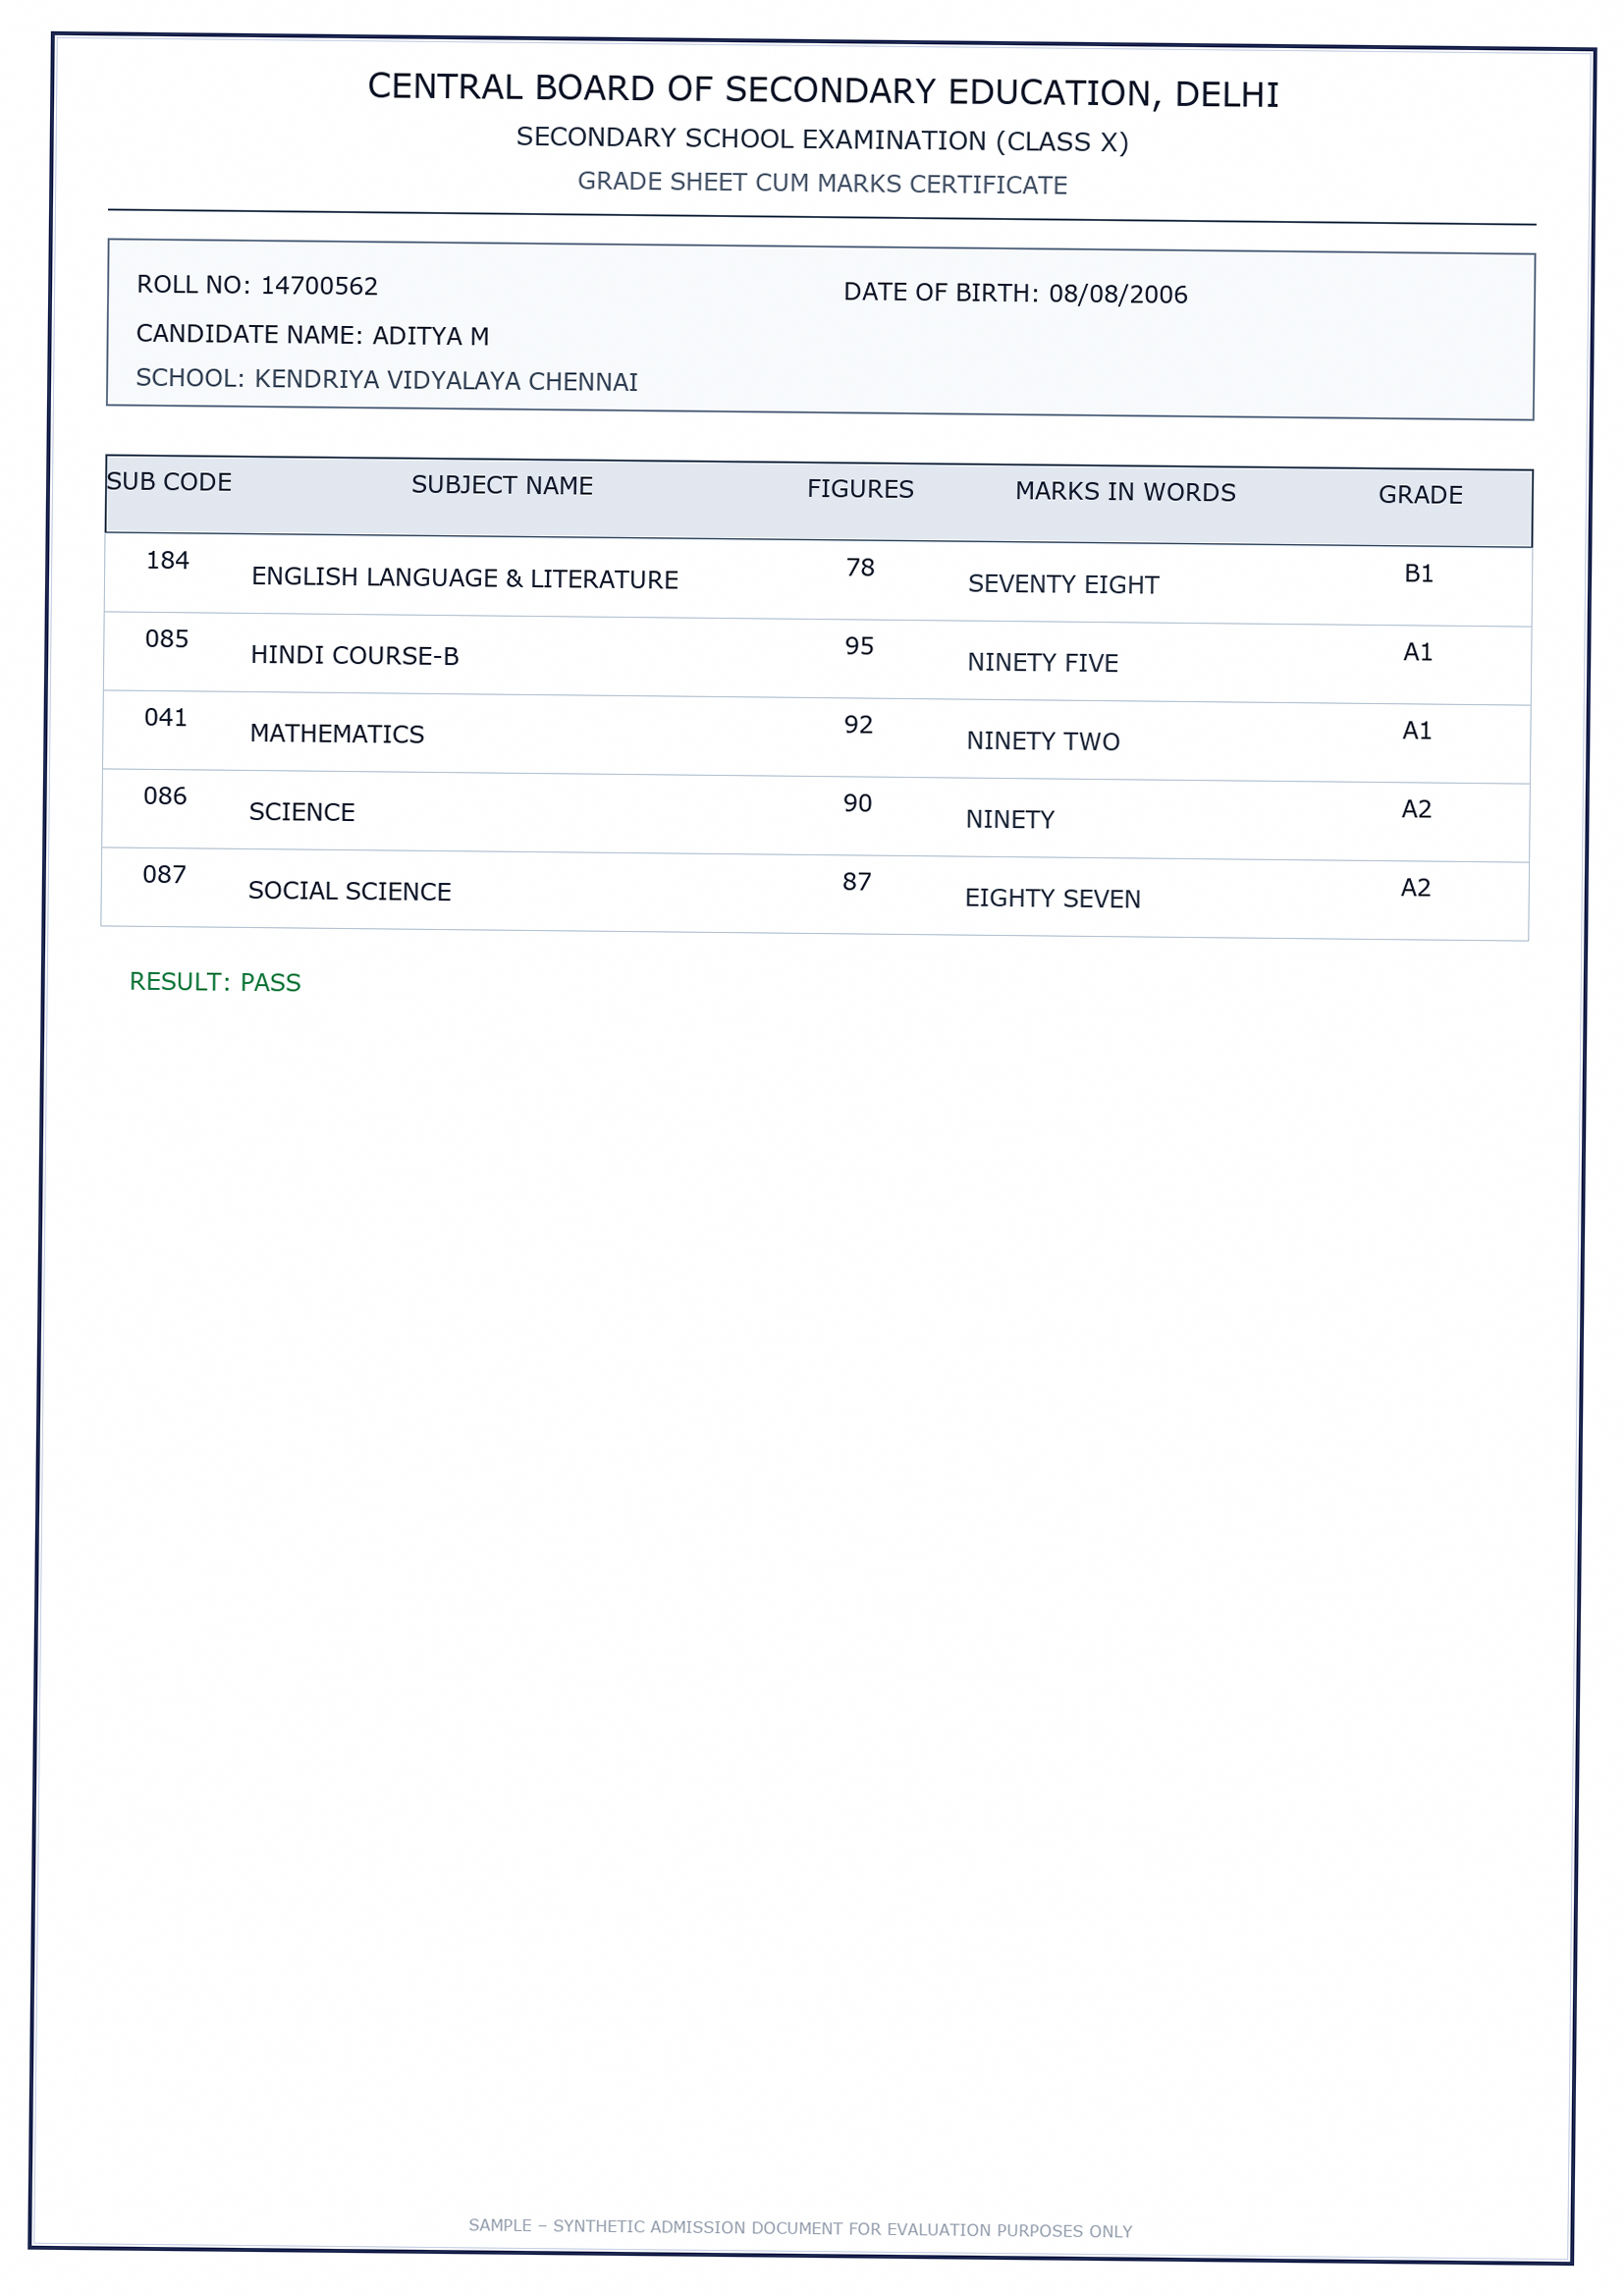 CENTRAL BOARD OF SECONDARY EDUCATION, DELHI
SECONDARY SCHOOL EXAMINATION (CLASS X)
GRADE SHEET CUM MARKS CERTIFICATE
ROLL NO: 14700562 DATE OF BIRTH: 08/08/2006
CANDIDATE NAME: ADITYA M
SCHOOL: KENDRIYA VIDYALAYA CHENNAI
SUB CODE SUBJECT NAME FIGURES MARKS IN WORDS GRADE
184 ENGLISH LANGUAGE & LITERATURE 78 SEVENTY EIGHT B1
085 HINDI COURSE-B 95 NINETY FIVE A1
041 MATHEMATICS 92 NINETY TWO A1
086 SCIENCE 90 NINETY A2
087 SOCIAL SCIENCE 87 EIGHTY SEVEN A2
RESULT: PASS
SAMPLE – SYNTHETIC ADMISSION DOCUMENT FOR EVALUATION PURPOSES ONLY